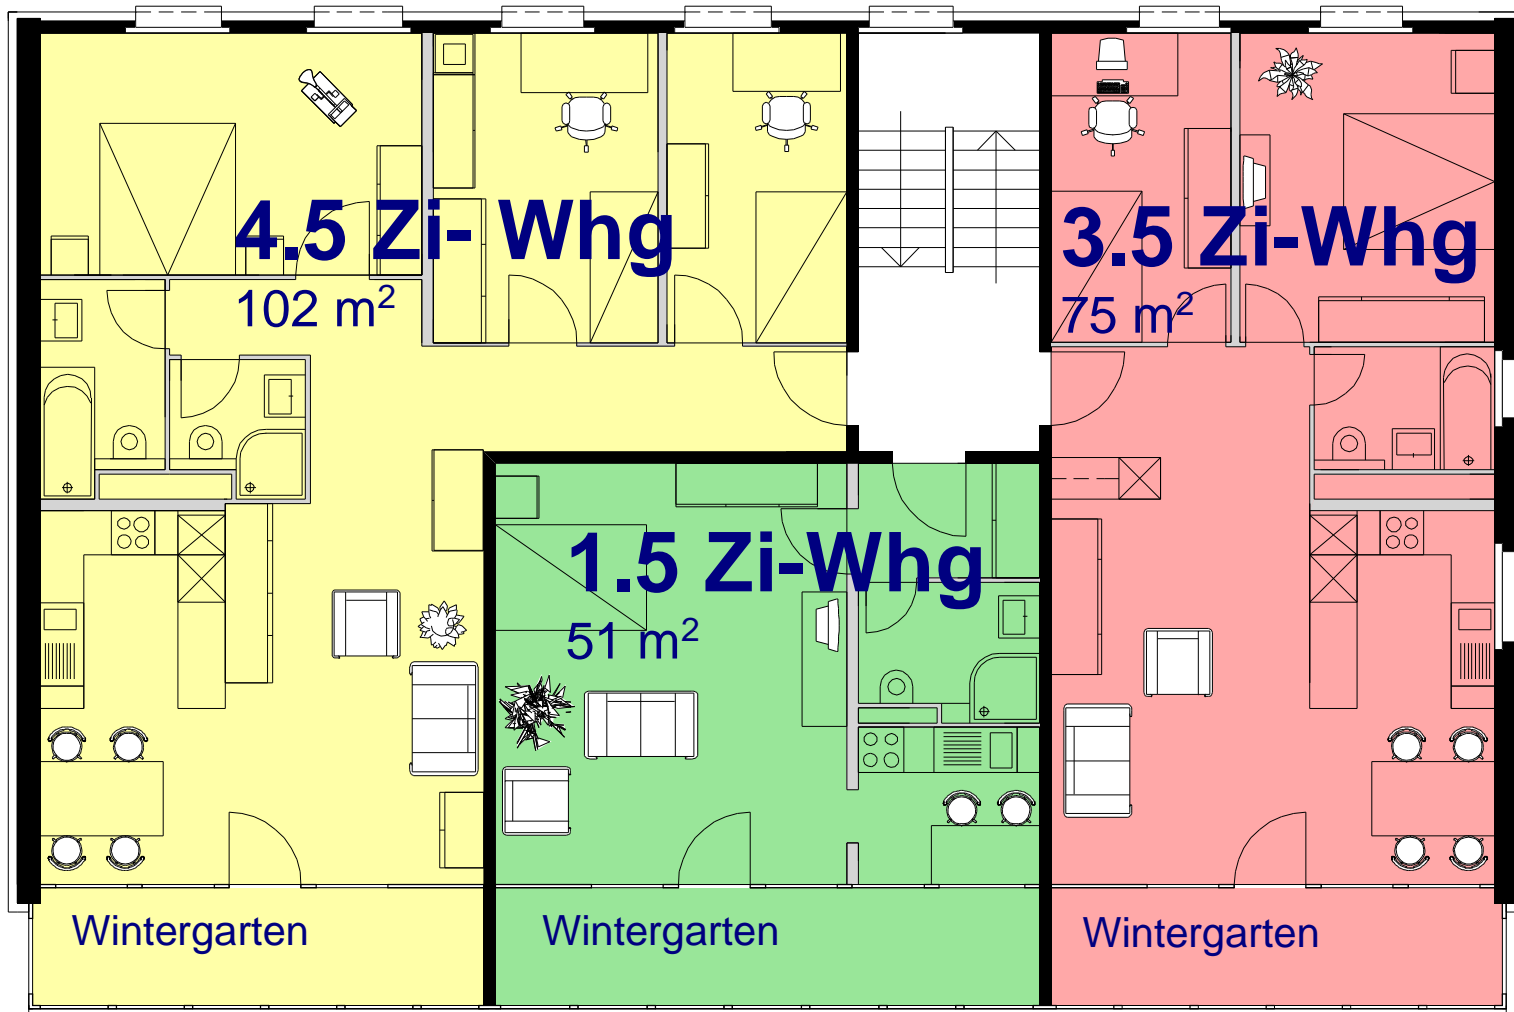 4.5 Zi- Whg
102 m²
3.5 Zi-Whg
75 m²
1.5 Zi-Whg
51 m²
Wintergarten
Wintergarten
Wintergarten